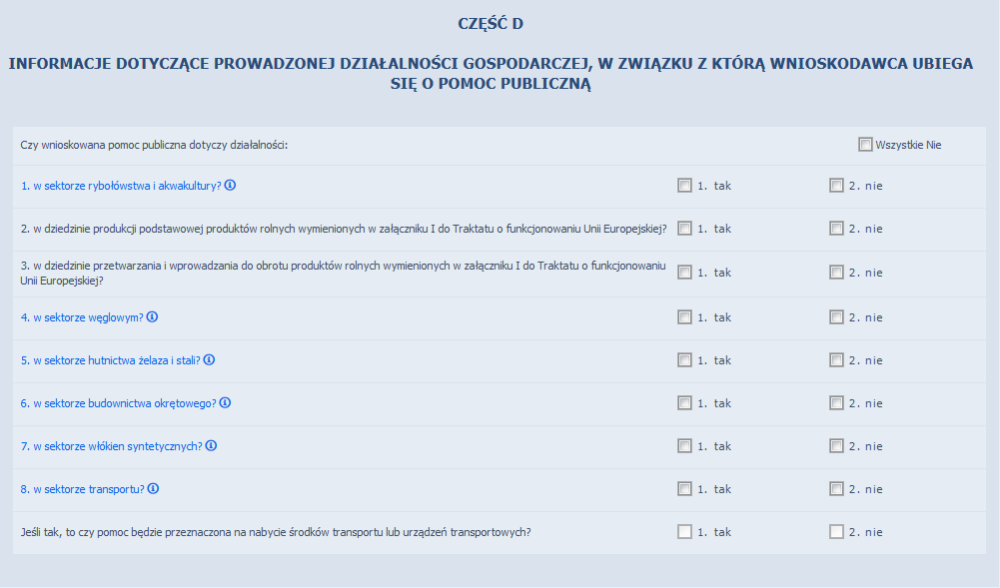 CZĘŚĆ D
INFORMACJE DOTYCZĄCE PROWADZONEJ DZIAŁALNOŚCI GOSPODARCZEJ, W ZWIĄZKU Z KTÓRĄ WNIOSKODAWCA UBIEGA
SIĘ O POMOC PUBLICZNĄ
Czy wnioskowana pomoc publiczna dotyczy działalności: Wszystkie Nie
1. w sektorze rybołówstwa i akwakultury? 1. tak 2. nie
2. w dziedzinie produkcji podstawowej produktów rolnych wymienionych w załączniku I do Traktatu o funkcjonowaniu Unii Europejskiej? 1. tak 2. nie
3. w dziedzinie przetwarzania i wprowadzania do obrotu produktów rolnych wymienionych w załączniku I do Traktatu o funkcjonowaniu
Unii Europejskiej? 1. tak 2. nie
4. w sektorze węglowym? 1. tak 2. nie
5. w sektorze hutnictwa żelaza i stali? 1. tak 2. nie
6. w sektorze budownictwa okrętowego? 1. tak 2. nie
7. w sektorze włókien syntetycznych? 1. tak 2. nie
8. w sektorze transportu? 1. tak 2. nie
Jeśli tak, to czy pomoc będzie przeznaczona na nabycie środków transportu lub urządzeń transportowych? 1. tak 2. nie